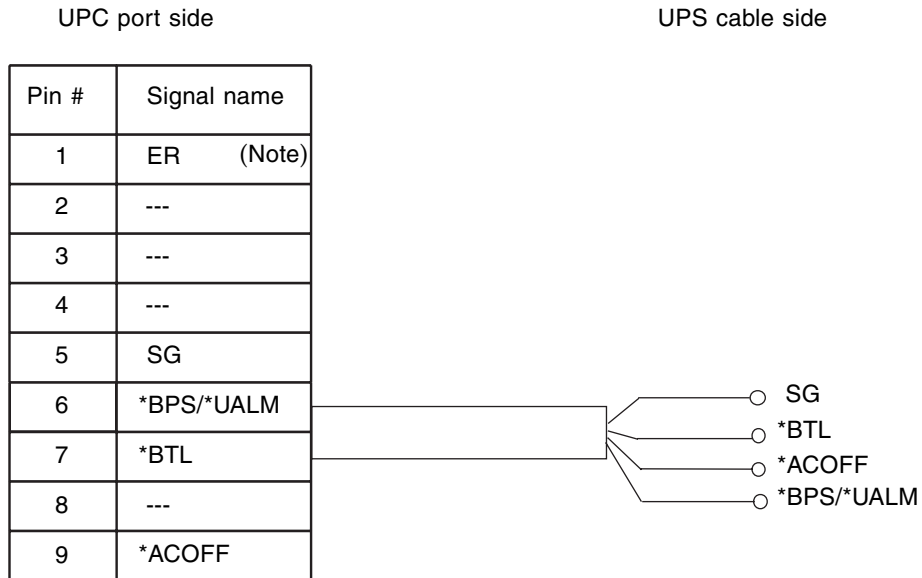 UPC port side
UPS cable side
Pin # Signal name
1 ER (Note)
2 ---
3 ---
4 ---
5 SG
6 *BPS/*UALM
7 *BTL
8 ---
9 *ACOFF
SG
*BTL
*ACOFF
*BPS/*UALM